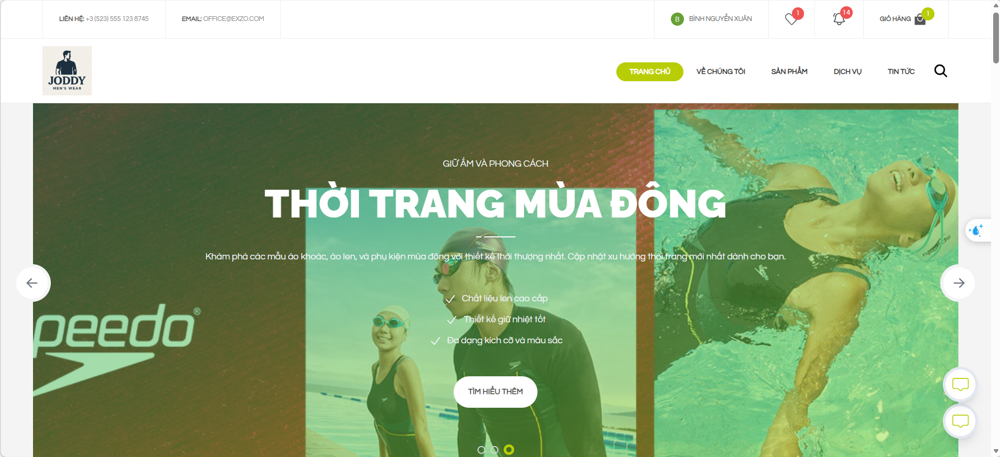 LIÊN HỆ: +3 (523) 555 123 8745
EMAIL: OFFICE@EXZO.COM
B BÌNH NGUYỄN XUÂN
1
14
GIỎ HÀNG 1
JODDY
MEN'S WEAR
TRANG CHỦ
VỀ CHÚNG TÔI
SẢN PHẨM
DỊCH VỤ
TIN TỨC
GIỮ ẤM VÀ PHONG CÁCH
THỜI TRANG MÙA ĐÔNG
Khám phá các mẫu áo khoác, áo len, và phụ kiện mùa đông với thiết kế thời thượng nhất. Cập nhật xu hướng thời trang mới nhất dành cho bạn.
Chất liệu len cao cấp
Thiết kế giữ nhiệt tốt
Đa dạng kích cỡ và màu sắc
peedo®
speedo
TÌM HIỂU THÊM